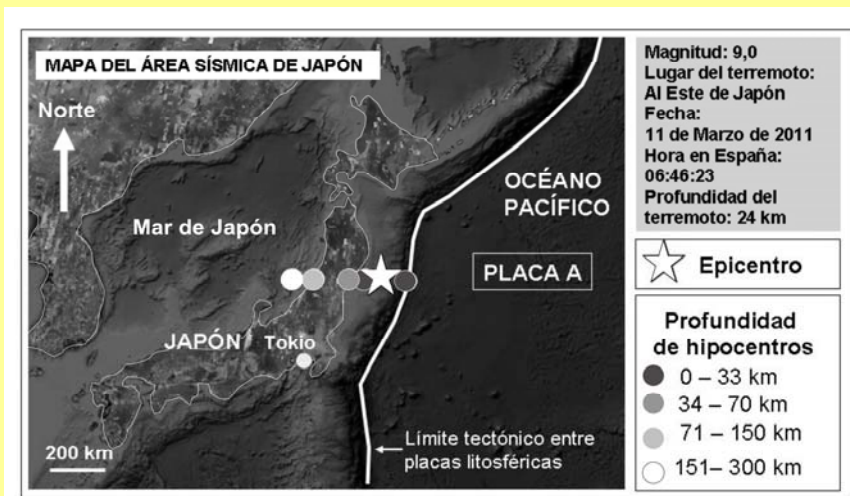 MAPA DEL ÁREA SÍSMICA DE JAPÓN
Norte
Mar de Japón
JAPÓN
Tokio
OCÉANO
PACÍFICO
PLACA A
200 km
Límite tectónico entre
placas litosféricas
Magnitud: 9,0
Lugar del terremoto:
Al Este de Japón
Fecha:
11 de Marzo de 2011
Hora en España:
06:46:23
Profundidad del
terremoto: 24 km
Epicentro
Profundidad
de hipocentros
0 – 33 km
34 – 70 km
71 – 150 km
151– 300 km